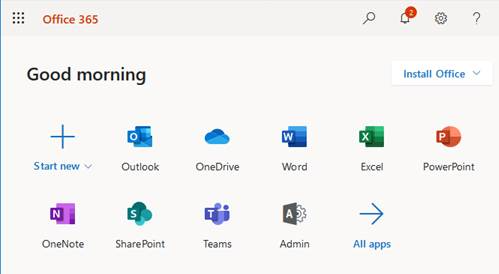 Office 365
2
?
Good morning
Install Office
Start new
Outlook
OneDrive
Word
Excel
PowerPoint
OneNote
SharePoint
Teams
Admin
All apps